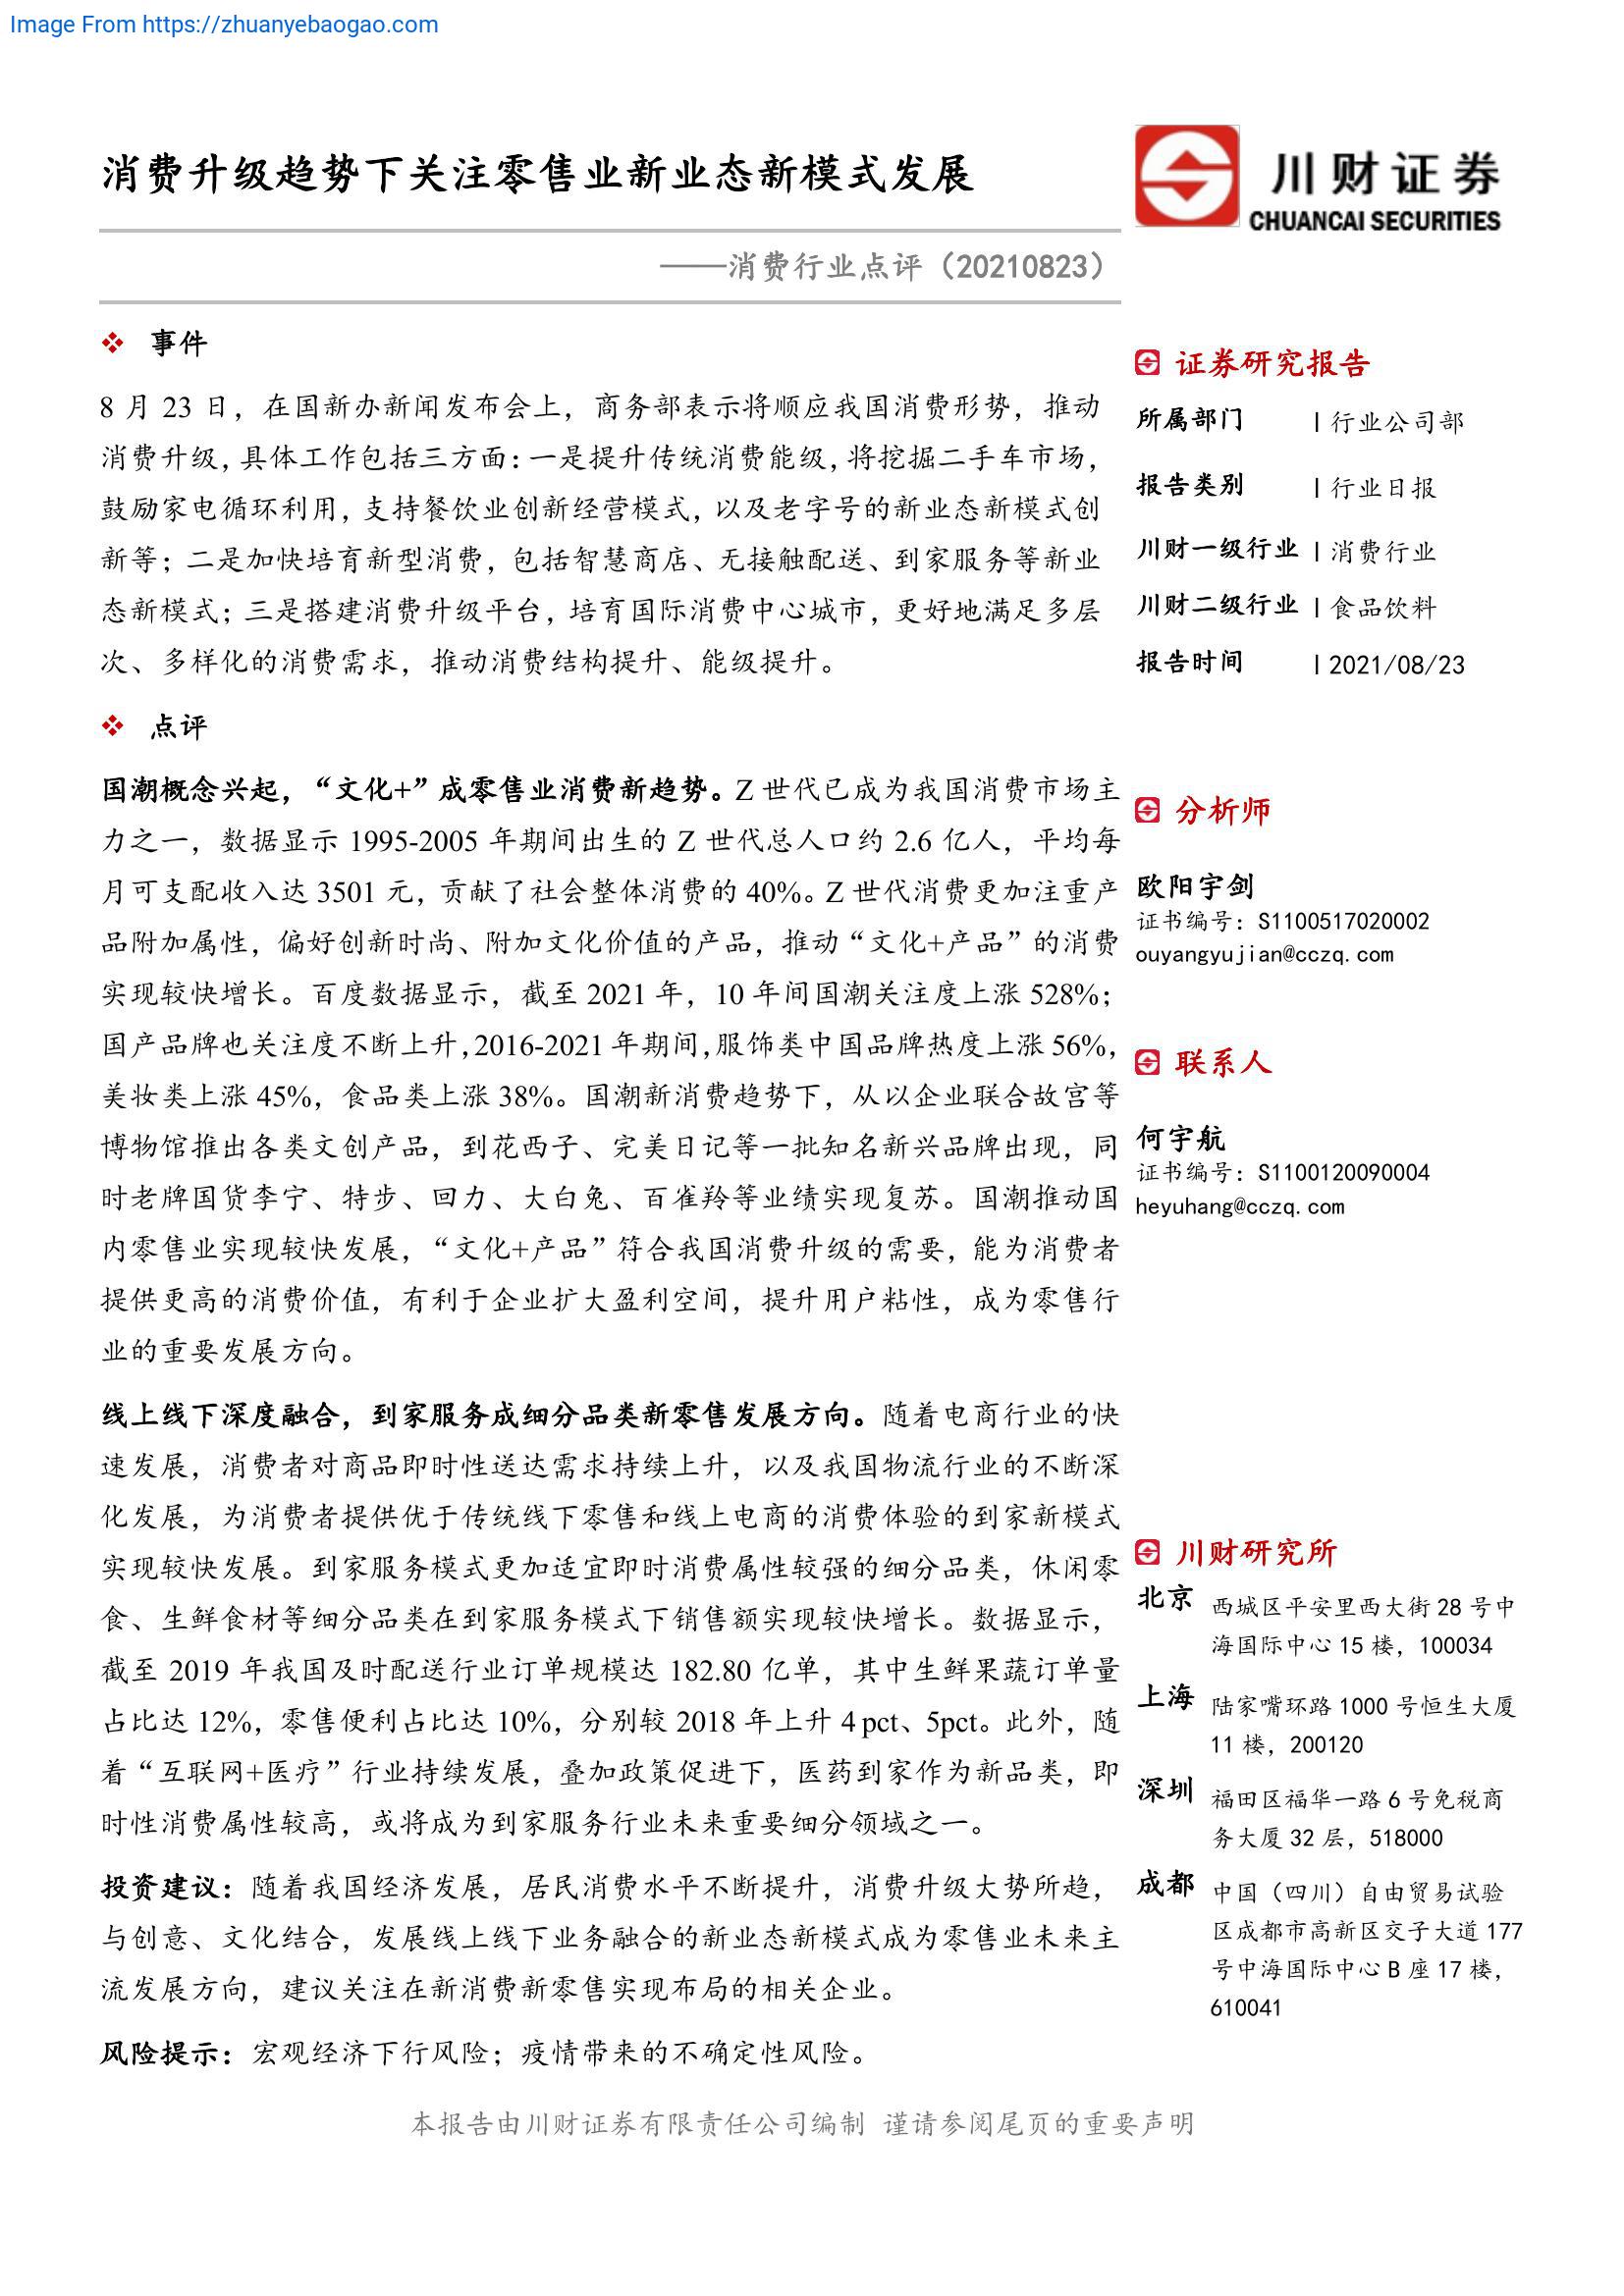 Image From https://zhuanyebaogao.com
消费升级趋势下关注零售业新业态新模式发展
川财证券
CHUANCAI SECURITIES
——消费行业点评（20210823）
❖ 事件
8 月 23 日，在国新办新闻发布会上，商务部表示将顺应我国消费形势，推动
消费升级，具体工作包括三方面：一是提升传统消费能级，将挖掘二手车市场，
鼓励家电循环利用，支持餐饮业创新经营模式，以及老字号的新业态新模式创
新等；二是加快培育新型消费，包括智慧商店、无接触配送、到家服务等新业
态新模式；三是搭建消费升级平台，培育国际消费中心城市，更好地满足多层
次、多样化的消费需求，推动消费结构提升、能级提升。
❖ 点评
国潮概念兴起，“文化+”成零售业消费新趋势。Z 世代已成为我国消费市场主
力之一，数据显示 1995-2005 年期间出生的 Z 世代总人口约 2.6 亿人，平均每
月可支配收入达 3501 元，贡献了社会整体消费的 40%。Z 世代消费更加注重产
品附加属性，偏好创新时尚、附加文化价值的产品，推动“文化+产品”的消费
实现较快增长。百度数据显示，截至 2021 年，10 年间国潮关注度上涨 528%；
国产品牌也关注度不断上升，2016-2021 年期间，服饰类中国品牌热度上涨 56%，
美妆类上涨 45%，食品类上涨 38%。国潮新消费趋势下，从以企业联合故宫等
博物馆推出各类文创产品，到花西子、完美日记等一批知名新兴品牌出现，同
时老牌国货李宁、特步、回力、大白兔、百雀羚等业绩实现复苏。国潮推动国
内零售业实现较快发展，“文化+产品”符合我国消费升级的需要，能为消费者
提供更高的消费价值，有利于企业扩大盈利空间，提升用户粘性，成为零售行
业的重要发展方向。
线上线下深度融合，到家服务成细分品类新零售发展方向。随着电商行业的快
速发展，消费者对商品即时性送达需求持续上升，以及我国物流行业的不断深
化发展，为消费者提供优于传统线下零售和线上电商的消费体验的到家新模式
实现较快发展。到家服务模式更加适宜即时消费属性较强的细分品类，休闲零
食、生鲜食材等细分品类在到家服务模式下销售额实现较快增长。数据显示，
截至 2019 年我国及时配送行业订单规模达 182.80 亿单，其中生鲜果蔬订单量
占比达 12%，零售便利占比达 10%，分别较 2018 年上升 4 pct、5pct。此外，随
着“互联网+医疗”行业持续发展，叠加政策促进下，医药到家作为新品类，即
时性消费属性较高，或将成为到家服务行业未来重要细分领域之一。
投资建议：随着我国经济发展，居民消费水平不断提升，消费升级大势所趋，
与创意、文化结合，发展线上线下业务融合的新业态新模式成为零售业未来主
流发展方向，建议关注在新消费新零售实现布局的相关企业。
风险提示：宏观经济下行风险；疫情带来的不确定性风险。
证券研究报告
所属部门 | 行业公司部
报告类别 | 行业日报
川财一级行业 | 消费行业
川财二级行业 | 食品饮料
报告时间 | 2021/08/23
分析师
欧阳宇剑
证书编号：S1100517020002
ouyangyujian@cczq.com
联系人
何宇航
证书编号：S1100120090004
heyuhang@cczq.com
川财研究所
北京 西城区平安里西大街 28 号中
海国际中心 15 楼，100034
上海 陆家嘴环路 1000 号恒生大厦
11 楼，200120
深圳 福田区福华一路 6 号免税商
务大厦 32 层，518000
成都 中国（四川）自由贸易试验
区成都市高新区交子大道 177
号中海国际中心 B 座 17 楼，
610041
本报告由川财证券有限责任公司编制 谨请参阅尾页的重要声明